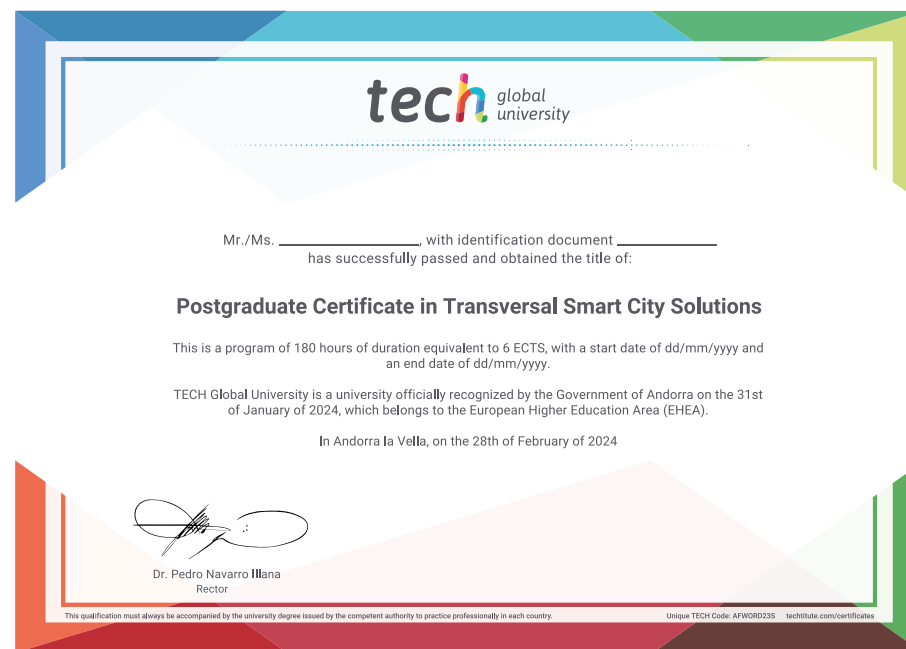 tech global
university
Mr./Ms. ____________, with identification document ____________
has successfully passed and obtained the title of:
Postgraduate Certificate in Transversal Smart City Solutions
This is a program of 180 hours of duration equivalent to 6 ECTS, with a start date of dd/mm/yyyy and
an end date of dd/mm/yyyy.
TECH Global University is a university officially recognized by the Government of Andorra on the 31st
of January of 2024, which belongs to the European Higher Education Area (EHEA).
In Andorra la Vella, on the 28th of February of 2024
Dr. Pedro Navarro Illana
Rector
This qualification must always be accompanied by the university degree issued by the competent authority to practice professionally in each country.
Unique TECH Code: AFWORD23S techtitute.com/certificates